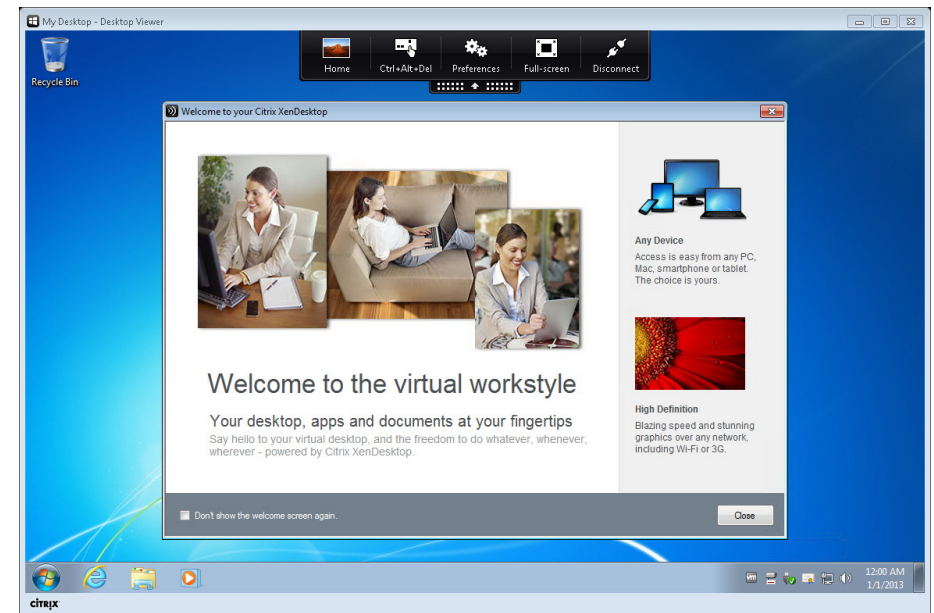 My Desktop - Desktop Viewer
Recycle Bin
Home
Ctrl+Alt+Del
Preferences
Full-screen
Disconnect
Welcome to your Citrix XenDesktop
Any Device
Access is easy from any PC,
Mac, smartphone or tablet.
The choice is yours.
Welcome to the virtual workstyle
Your desktop, apps and documents at your fingertips
Say hello to your virtual desktop, and the freedom to do whatever, whenever,
wherever - powered by Citrix XenDesktop.
High Definition
Blazing speed and stunning
graphics over any network,
including Wi-Fi or 3G.
Don't show the welcome screen again.
Close
12:00 AM
1/1/2013
CITRIX